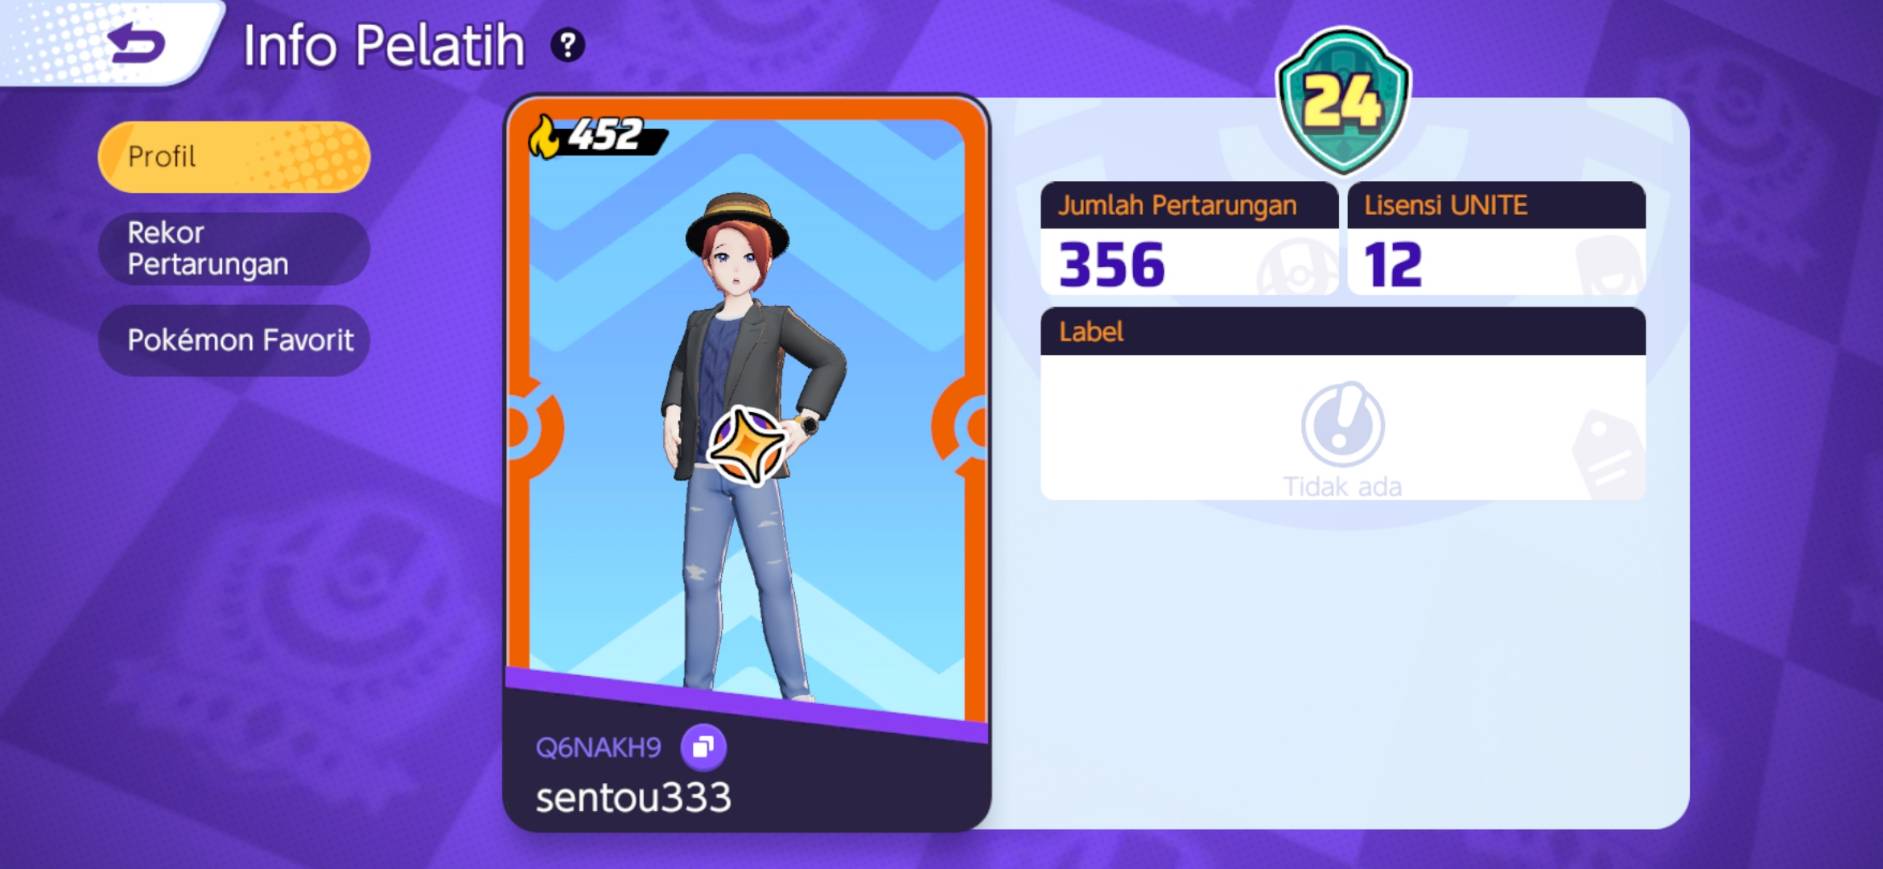 Info Pelatih ?
Profil
Rekor
Pertarungan
Pokémon Favorit
452
Q6NAKH9
sentou333
24
Jumlah Pertarungan
356
Lisensi UNITE
12
Label
Tidak ada